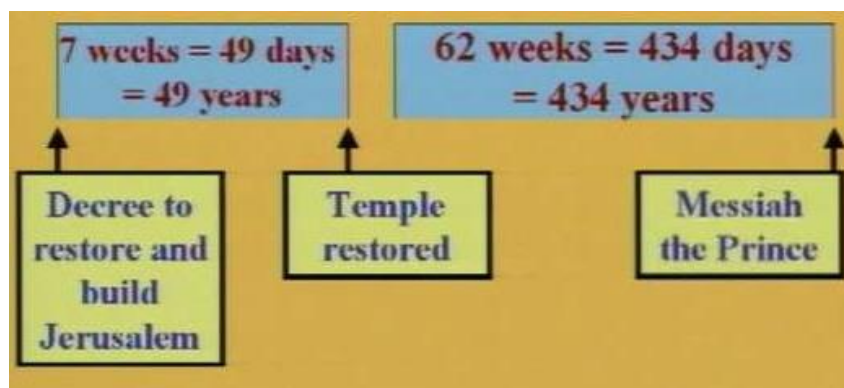 7 weeks = 49 days
= 49 years
62 weeks = 434 days
= 434 years
Decree to
restore and
build
Jerusalem
Temple
restored
Messiah
the Prince